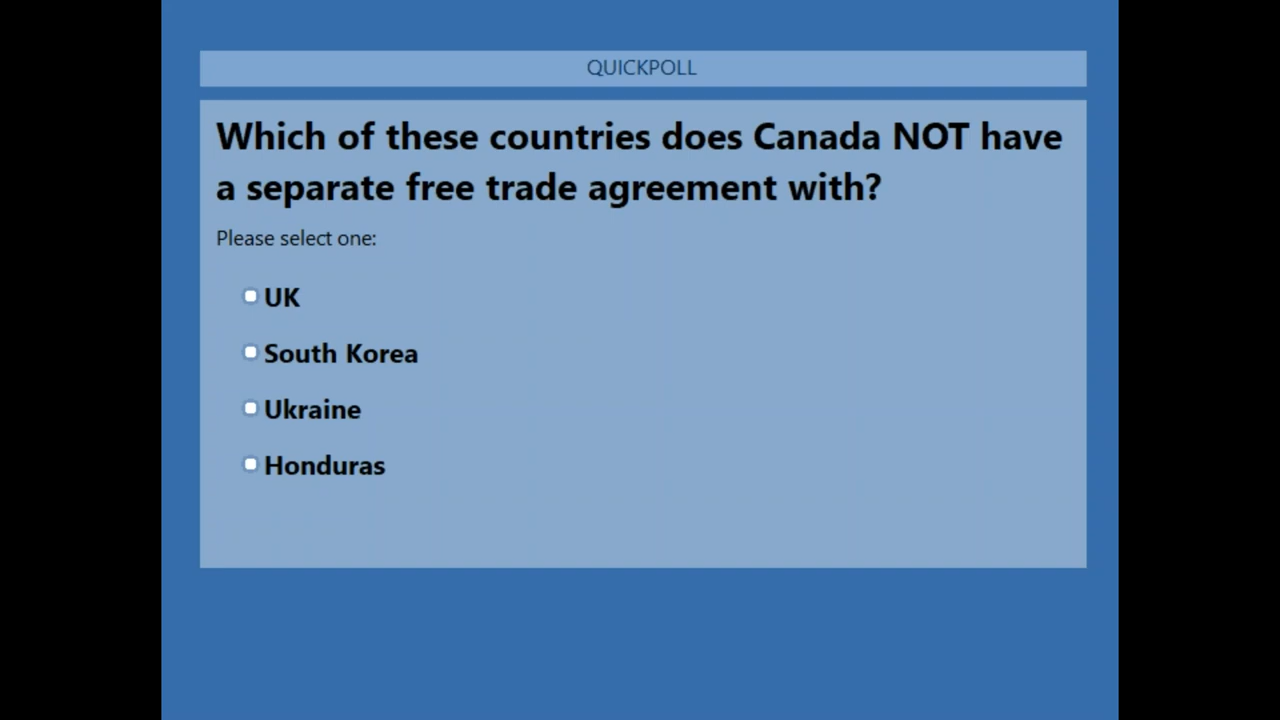 QUICKPOLL
Which of these countries does Canada NOT have
a separate free trade agreement with?
Please select one:
UK
South Korea
Ukraine
Honduras